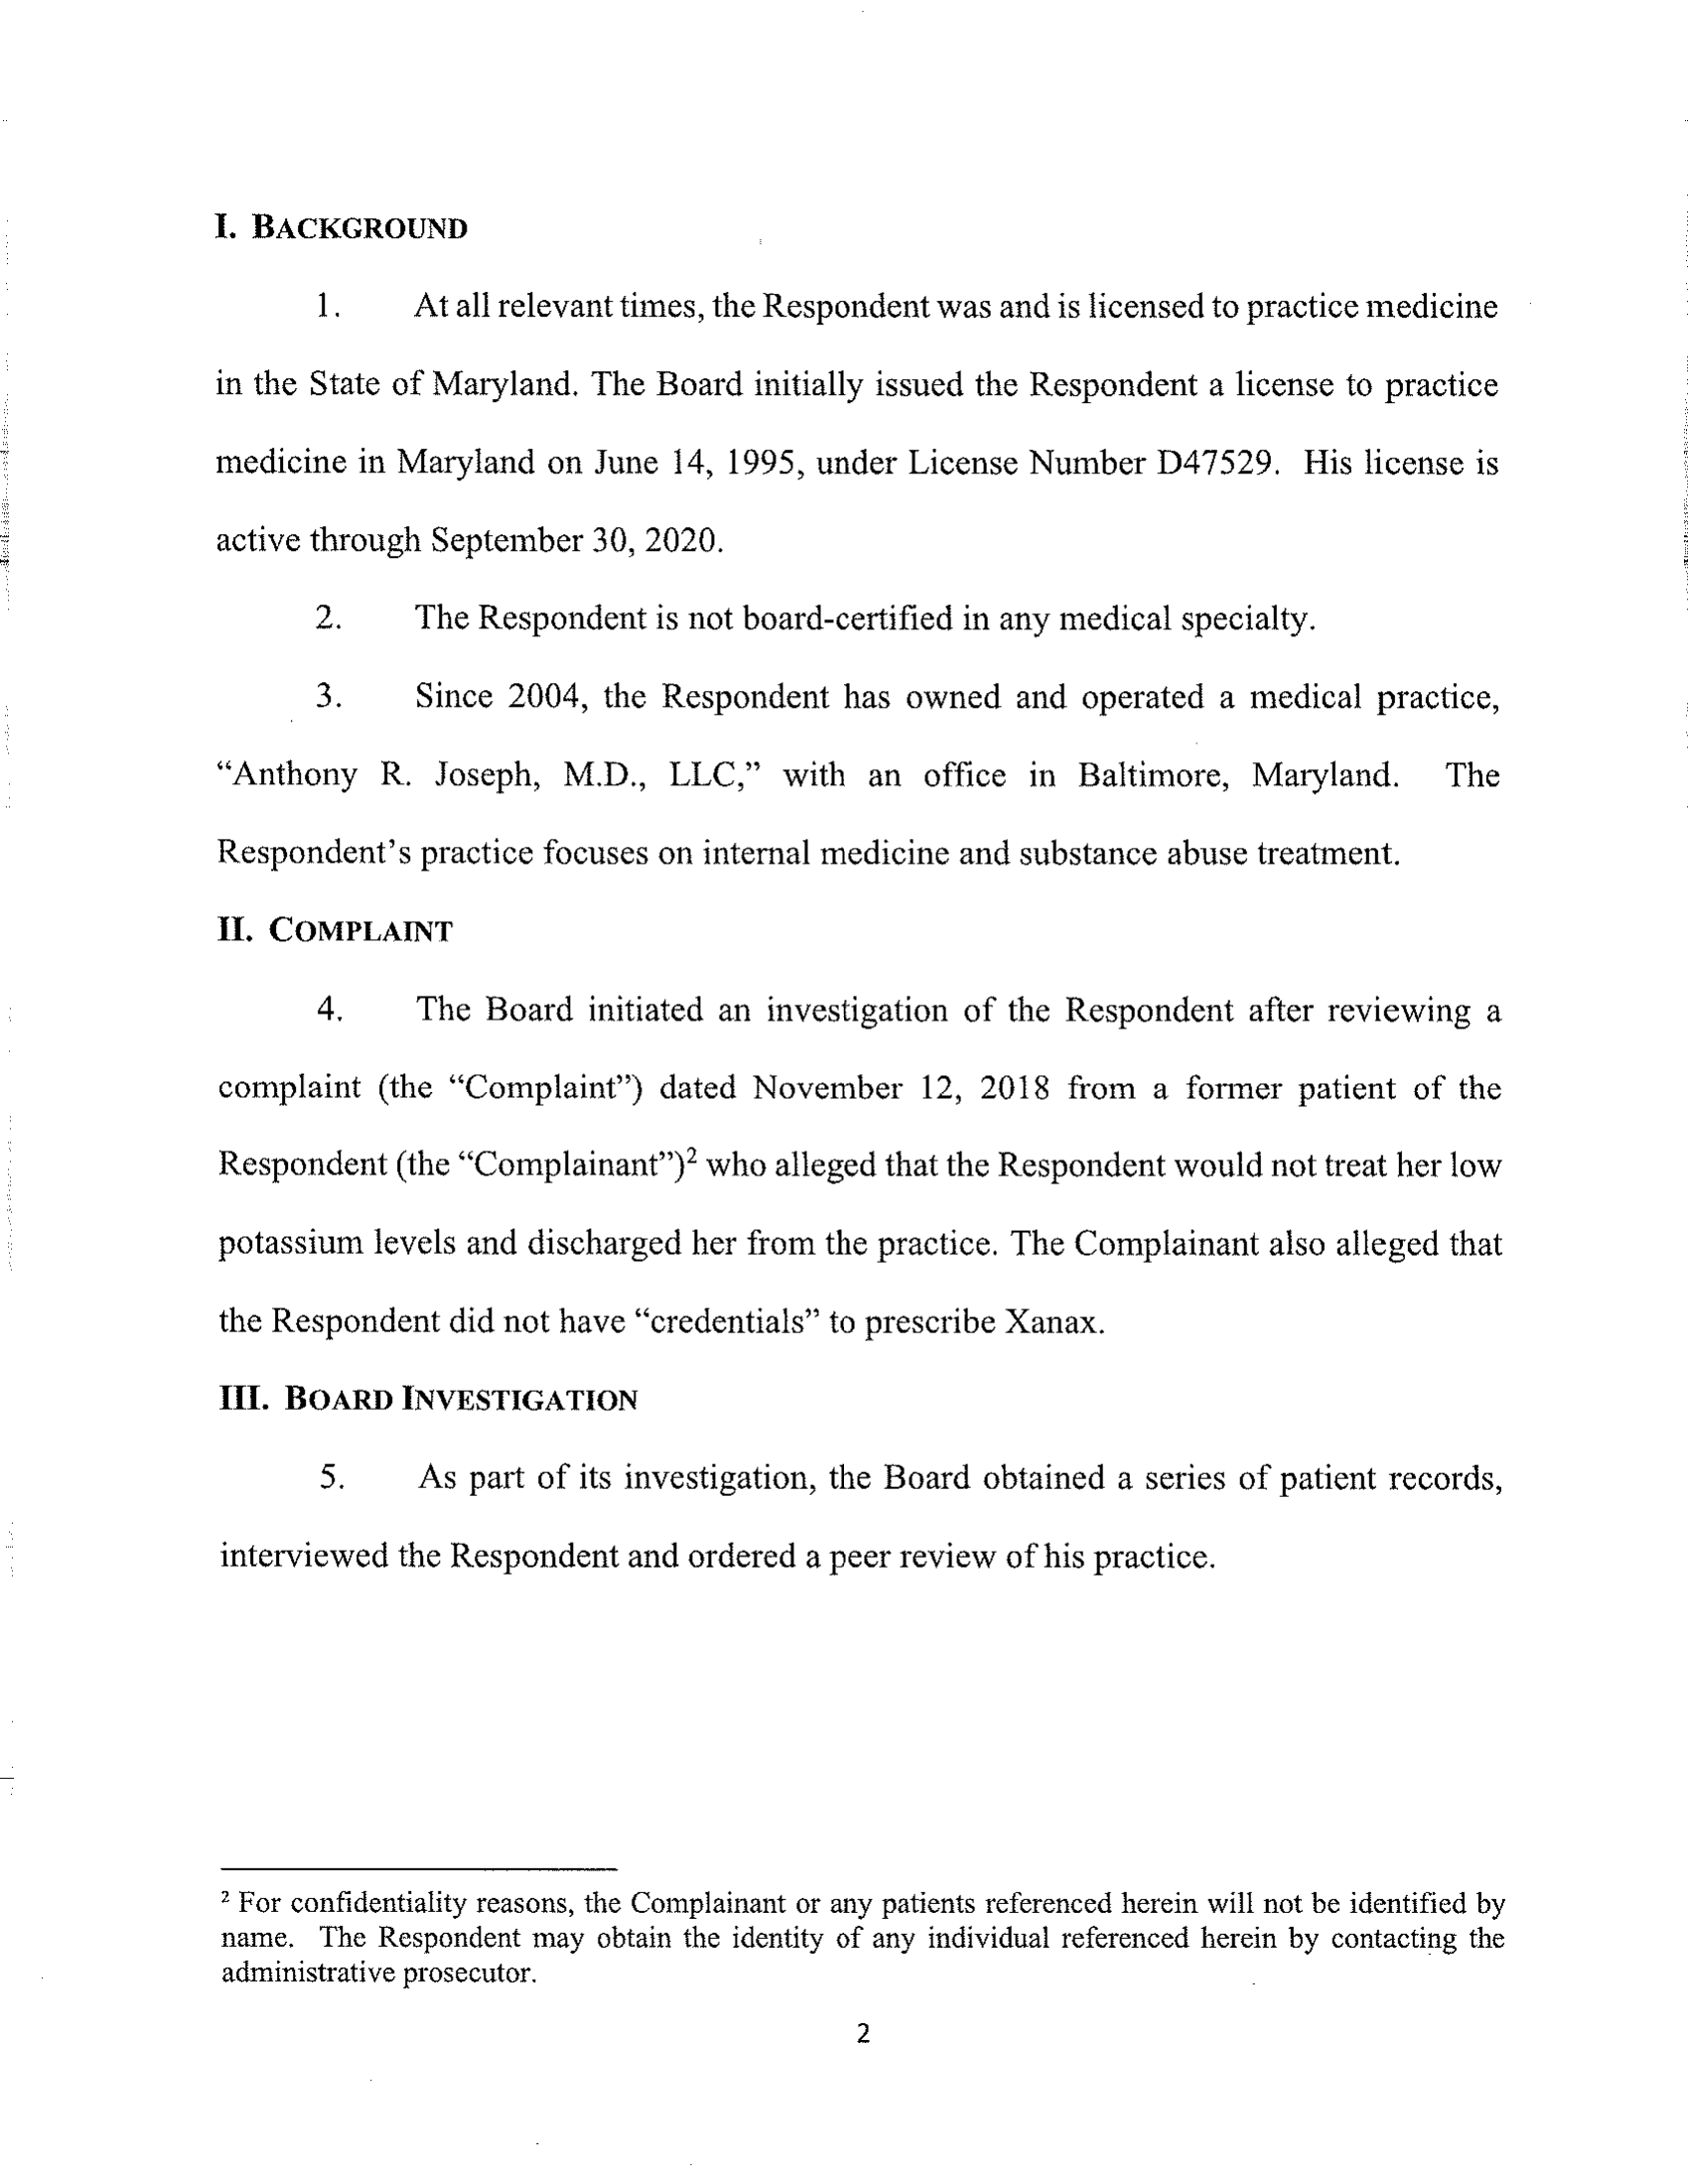 I. BACKGROUND
1. At all relevant times, the Respondent was and is licensed to practice medicine
in the State of Maryland. The Board initially issued the Respondent a license to practice
medicine in Maryland on June 14, 1995, under License Number D47529. His license is
active through September 30, 2020.
2. The Respondent is not board-certified in any medical specialty.
3. Since 2004, the Respondent has owned and operated a medical practice,
“Anthony R. Joseph, M.D., LLC,” with an office in Baltimore, Maryland. The
Respondent’s practice focuses on internal medicine and substance abuse treatment.
II. COMPLAINT
4. The Board initiated an investigation of the Respondent after reviewing a
complaint (the “Complaint”) dated November 12, 2018 from a former patient of the
Respondent (the “Complainant”)² who alleged that the Respondent would not treat her low
potassium levels and discharged her from the practice. The Complainant also alleged that
the Respondent did not have “credentials” to prescribe Xanax.
III. BOARD INVESTIGATION
5. As part of its investigation, the Board obtained a series of patient records,
interviewed the Respondent and ordered a peer review of his practice.
² For confidentiality reasons, the Complainant or any patients referenced herein will not be identified by
name. The Respondent may obtain the identity of any individual referenced herein by contacting the
administrative prosecutor.
2